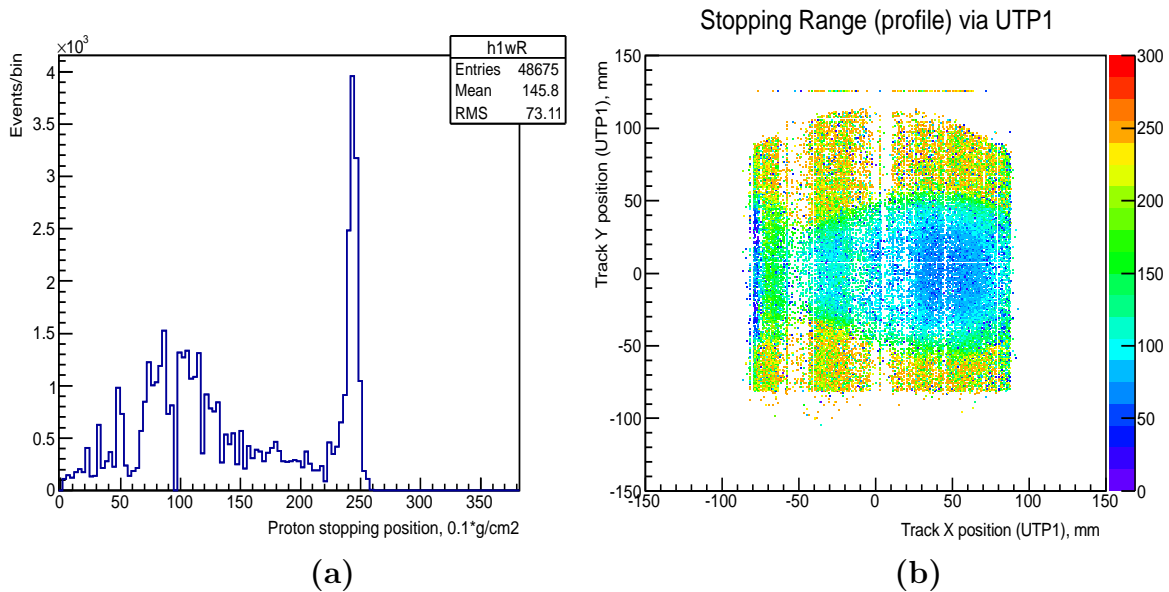 ×10³
h1wR
Entries 48675
Mean 145.8
RMS 73.11
Events/bin
4
3.5
3
2.5
2
1.5
1
0.5
0
0 50 100 150 200 250 300 350
Proton stopping position, 0.1*g/cm2
(a)
Stopping Range (profile) via UTP1
Track Y position (UTP1), mm
150
100
50
0
-50
-100
-150
-150 -100 -50 0 50 100 150
Track X position (UTP1), mm
300
250
200
150
100
50
0
(b)